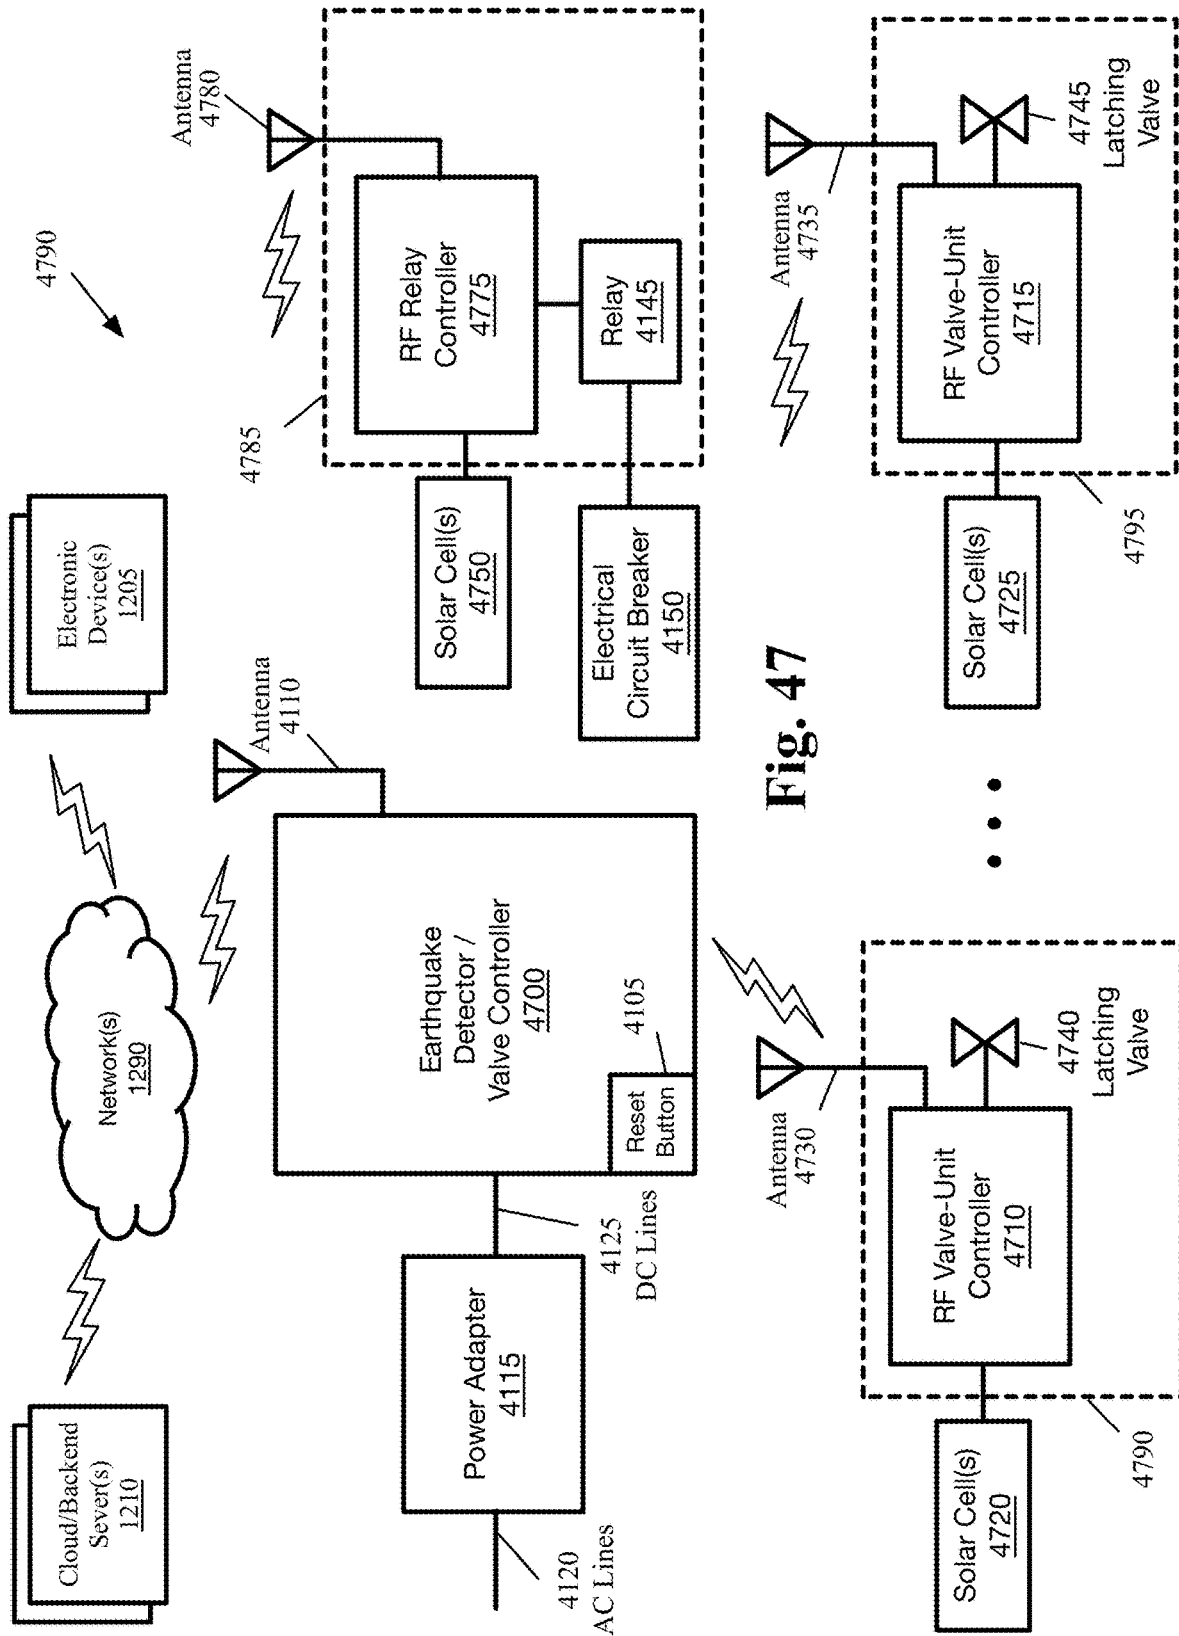 Cloud/Backend
Sever(s)
1210
Network(s)
1290
Electronic
Device(s)
1205
4790
4120
AC Lines
Power Adapter
4115
4125
DC Lines
Earthquake
Detector /
Valve Controller
4700
Reset
Button
4105
Antenna
4110
4785
Antenna
4780
Solar Cell(s)
4750
RF Relay
Controller
4775
Electrical
Circuit Breaker
4150
Relay
4145
Fig. 47
Solar Cell(s)
4720
4790
Antenna
4730
RF Valve-Unit
Controller
4710
4740
Latching
Valve
Solar Cell(s)
4725
4795
Antenna
4735
RF Valve-Unit
Controller
4715
4745
Latching
Valve